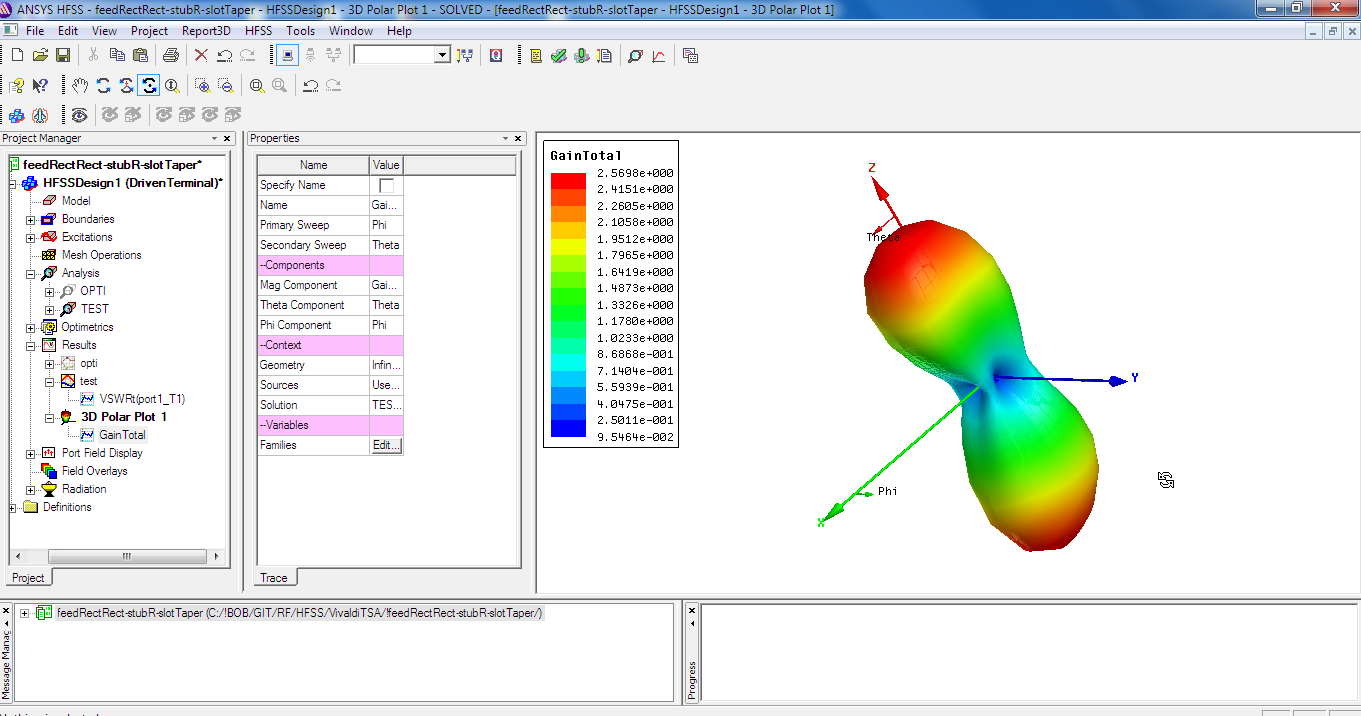 ANSYS HFSS - feedRectRect-stubR-slotTaper - HFSSDesign1 - 3D Polar Plot 1 - SOLVED - [feedRectRect-stubR-slotTaper - HFSSDesign1 - 3D Polar Plot 1]
File Edit View Project Report3D HFSS Tools Window Help
Project Manager
feedRectRect-stubR-slotTaper*
HFSSDesign1 (DrivenTerminal)*
Model
Boundaries
Excitations
Mesh Operations
Analysis
OPTI
TEST
Optimetrics
Results
opti
test
VSWRt(port1_T1)
3D Polar Plot 1
GainTotal
Port Field Display
Field Overlays
Radiation
Definitions
Project
Properties
Name Value
Specify Name
Name Gai...
Primary Sweep Phi
Secondary Sweep Theta
--Components
Mag Component Gai...
Theta Component Theta
Phi Component Phi
--Context
Geometry Infin...
Sources Use...
Solution TES...
--Variables
Families Edit...
Trace
GainTotal
2.5698e+000
2.4151e+000
2.2605e+000
2.1058e+000
1.9512e+000
1.7965e+000
1.6419e+000
1.4873e+000
1.3326e+000
1.1780e+000
1.0233e+000
8.6868e-001
7.1404e-001
5.5939e-001
4.0475e-001
2.5011e-001
9.5464e-002
Z
Theta
Y
Phi
X
Message Manag
feedRectRect-stubR-slotTaper (C:/!BOB/GIT/RF/HFSS/VivaldiTSA/!feedRectRect-stubR-slotTaper/)
Progress